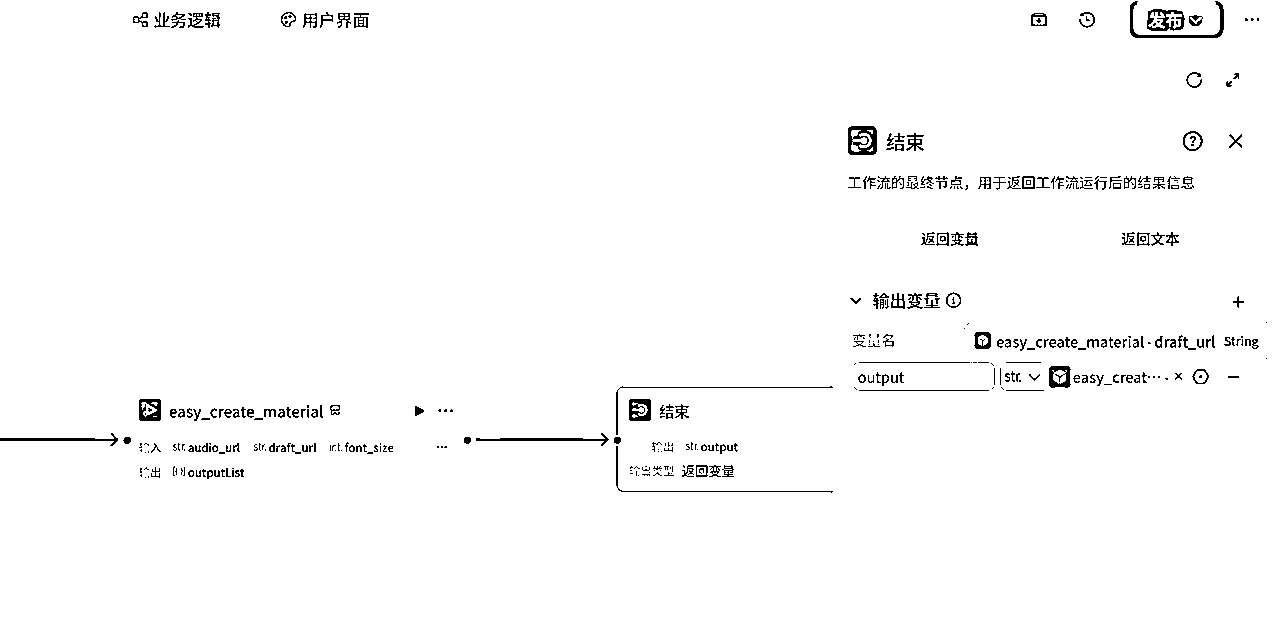 业务逻辑 用户界面 发布
结束
工作流的最终节点，用于返回工作流运行后的结果信息
返回变量 返回文本
输出变量
变量名 easy_create_material - draft_url String
output str. easy_creat···
easy_create_material
输入 str. audio_url str. draft_url int. font_size ···
输出 outputList
结束
输出 str. output
输出类型 返回变量